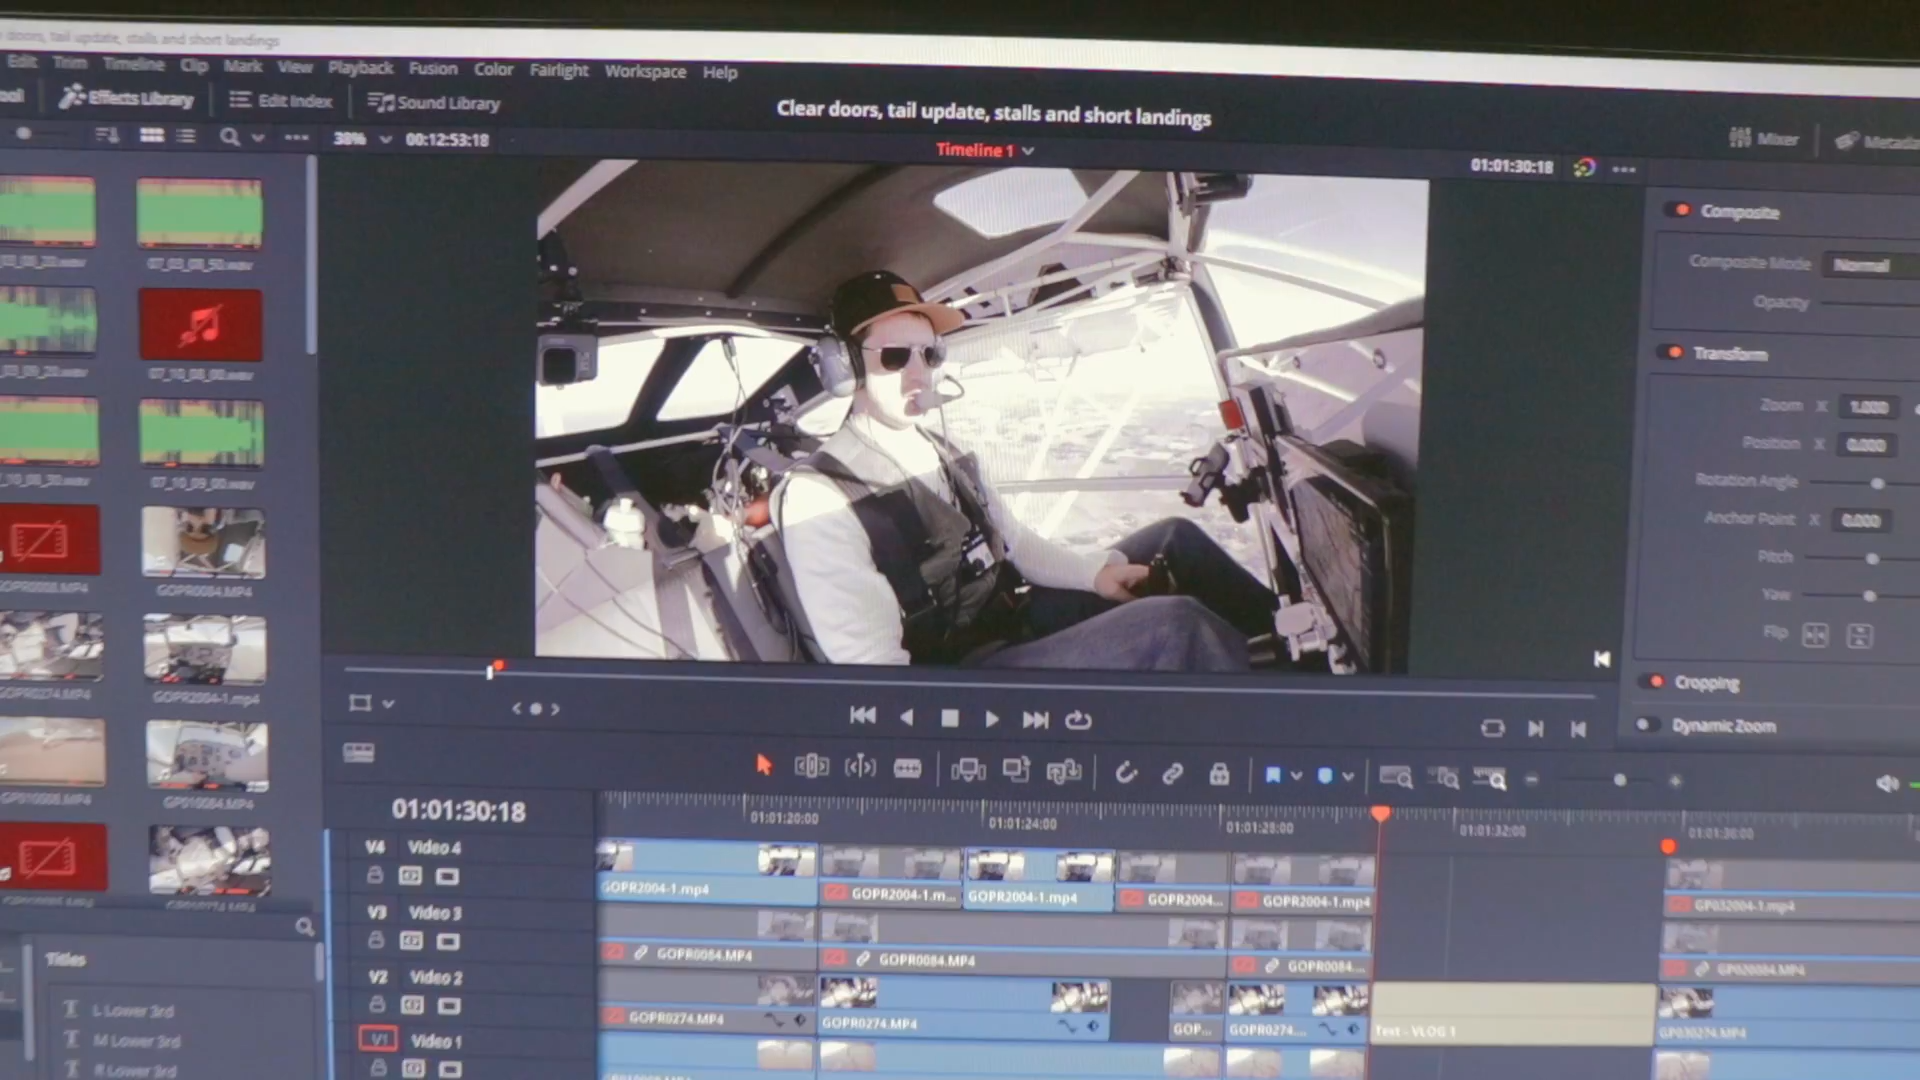 doors, tail update, stalls and short landings
Edit Trim Timeline Clip Mark View Playback Fusion Color Fairlight Workspace Help
Effects Library Edit Index Sound Library
Clear doors, tail update, stalls and short landings
Mixer
38% 00:12:53:18
Timeline 1
01:01:30:18
07_03_08_50.wav
07_10_08_00.wav
07_10_09_00.wav
GOPR0084.MP4
GOPR0274.MP4 GOPR2004-1.mp4
GP010084.MP4
Composite
Composite Mode Normal
Opacity
Transform
Zoom X 1.000
Position X 0.000
Rotation Angle
Anchor Point X 0.000
Pitch
Yaw
Flip
Cropping
Dynamic Zoom
01:01:30:18
01:01:20:00 01:01:24:00 01:01:28:00 01:01:32:00 01:01:36:00
V4 Video 4
GOPR2004-1.mp4 GOPR2004-1.m... GOPR2004-1.mp4 GOPR2004... GOPR2004-1.mp4 GP032004-1.mp4
V3 Video 3
GOPR0084.MP4 GOPR0084.MP4 GOPR0084.... GP020084.MP4
V2 Video 2
GOPR0274.MP4 GOPR0274.MP4 GOP... GOPR0274.... Text - VLOG 1 GP030274.MP4
V1 Video 1
Titles
L Lower 3rd
M Lower 3rd
R Lower 3rd